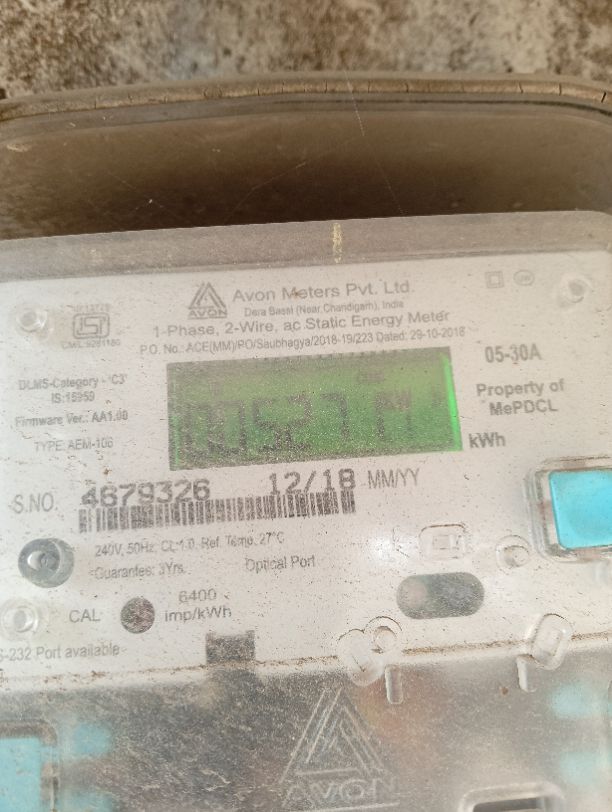 AVON
Avon Meters Pvt. Ltd.
Dera Bassi (Near.Chandigarh), India
1-Phase, 2-Wire, ac Static Energy Meter
P.O. No.: ACE(MM)/PO/Saubhagya/2018-19/223 Dated: 29-10-2018
05-30A
DLMS-Category - 'C3'
IS:15959
Firmware Ver.: AA1.00
TYPE: AEM-106
Property of
MePDCL
kWh
S.NO. 4679326 12/18 MM/YY
240V, 50Hz, CL:1.0, Ref. Temp. 27°C
Guarantee: 3Yrs. Optical Port
CAL 6400
imp/kWh
Port available
AVON